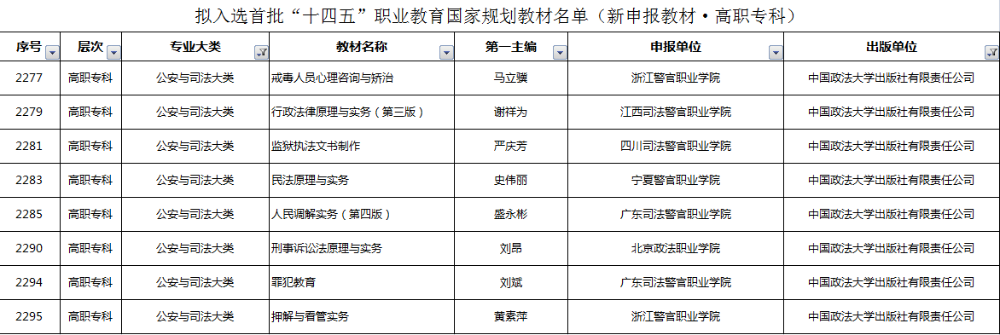 拟入选首批“十四五”职业教育国家规划教材名单（新申报教材·高职专科）
序号 层次 专业大类 教材名称 第一主编 申报单位 出版单位
2277 高职专科 公安与司法大类 戒毒人员心理咨询与矫治 马立骥 浙江警官职业学院 中国政法大学出版社有限责任公司
2279 高职专科 公安与司法大类 行政法律原理与实务（第三版） 谢祥为 江西司法警官职业学院 中国政法大学出版社有限责任公司
2281 高职专科 公安与司法大类 监狱执法文书制作 严庆芳 四川司法警官职业学院 中国政法大学出版社有限责任公司
2283 高职专科 公安与司法大类 民法原理与实务 史伟丽 宁夏警官职业学院 中国政法大学出版社有限责任公司
2285 高职专科 公安与司法大类 人民调解实务（第四版） 盛永彬 广东司法警官职业学院 中国政法大学出版社有限责任公司
2290 高职专科 公安与司法大类 刑事诉讼法原理与实务 刘昂 北京政法职业学院 中国政法大学出版社有限责任公司
2294 高职专科 公安与司法大类 罪犯教育 刘斌 广东司法警官职业学院 中国政法大学出版社有限责任公司
2295 高职专科 公安与司法大类 押解与看管实务 黄素萍 浙江警官职业学院 中国政法大学出版社有限责任公司